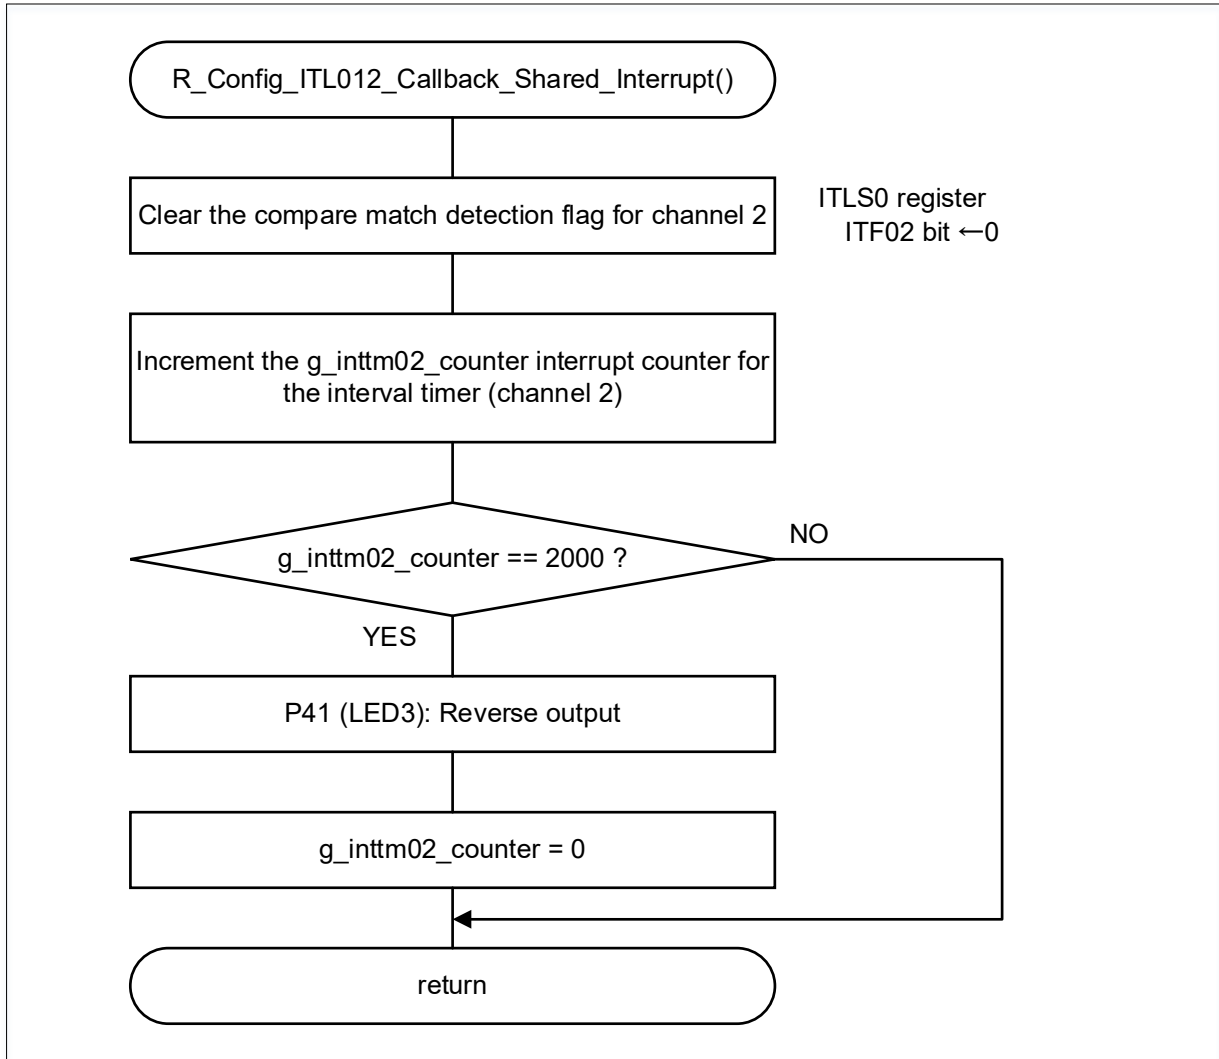 R_Config_ITL012_Callback_Shared_Interrupt()
Clear the compare match detection flag for channel 2
ITLS0 register
ITF02 bit ←0
Increment the g_inttm02_counter interrupt counter for
the interval timer (channel 2)
g_inttm02_counter == 2000 ?
NO
YES
P41 (LED3): Reverse output
g_inttm02_counter = 0
return